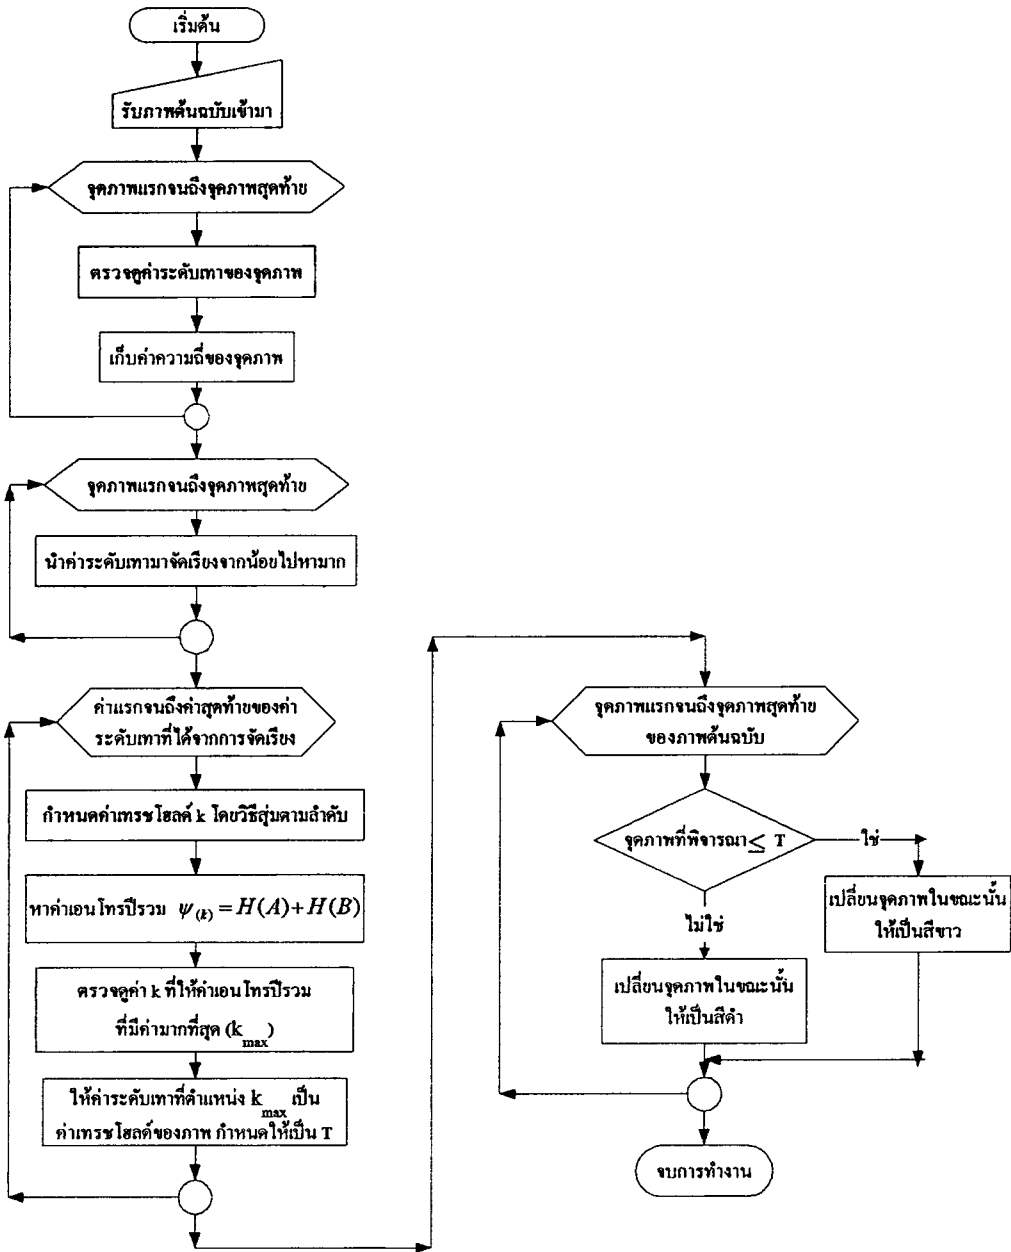 เริ่มต้น
รับภาพต้นฉบับเข้ามา
จุดภาพแรกจนถึงจุดภาพสุดท้าย
ตรวจดูค่าระดับเทาของจุดภาพ
เก็บค่าความถี่ของจุดภาพ
จุดภาพแรกจนถึงจุดภาพสุดท้าย
นำค่าระดับเทามาจัดเรียงจากน้อยไปหามาก
ค่าแรกจนถึงค่าสุดท้ายของค่า
ระดับเทาที่ได้จากการจัดเรียง
กำหนดค่าเทรชโฮลด์ k โดยวิธีสุ่มตามลำดับ
หาค่าเอนโทรปีรวม ψ(k) = H(A)+H(B)
ตรวจดูค่า k ที่ให้ค่าเอนโทรปีรวม
ที่มีค่ามากที่สุด (kmax)
ให้ค่าระดับเทาที่ตำแหน่ง kmax เป็น
ค่าเทรชโฮลด์ของภาพ กำหนดให้เป็น T
จุดภาพแรกจนถึงจุดภาพสุดท้าย
ของภาพต้นฉบับ
จุดภาพที่พิจารณา ≤ T
ใช่
เปลี่ยนจุดภาพในขณะนั้น
ให้เป็นสีขาว
ไม่ใช่
เปลี่ยนจุดภาพในขณะนั้น
ให้เป็นสีดำ
จบการทำงาน